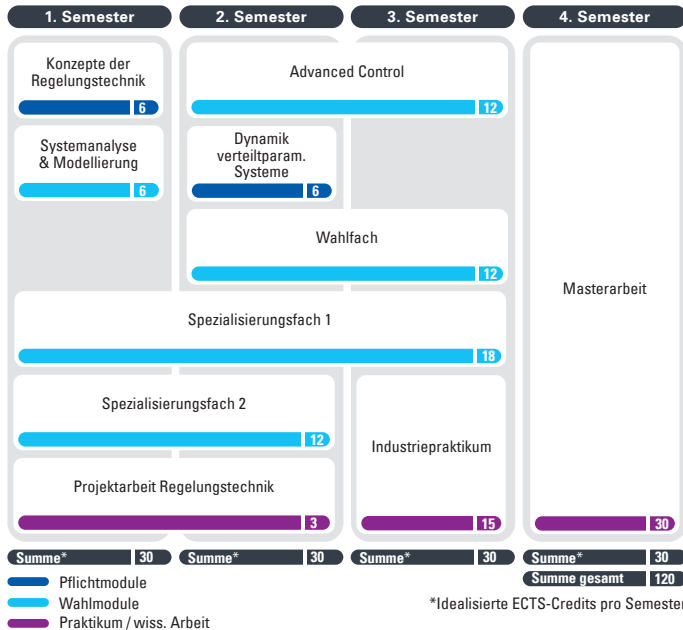 1. Semester
2. Semester
3. Semester
4. Semester
Konzepte der
Regelungstechnik
6
Advanced Control
12
Systemanalyse
& Modellierung
6
Dynamik
verteiltparam.
Systeme
6
Wahlfach
12
Masterarbeit
Spezialisierungsfach 1
18
Spezialisierungsfach 2
12
Industriepraktikum
Projektarbeit Regelungstechnik
3
15
30
Summe* 30
Summe* 30
Summe* 30
Summe* 30
Summe gesamt 120
Pflichtmodule
Wahlmodule
Praktikum / wiss. Arbeit
*Idealisierte ECTS-Credits pro Semester